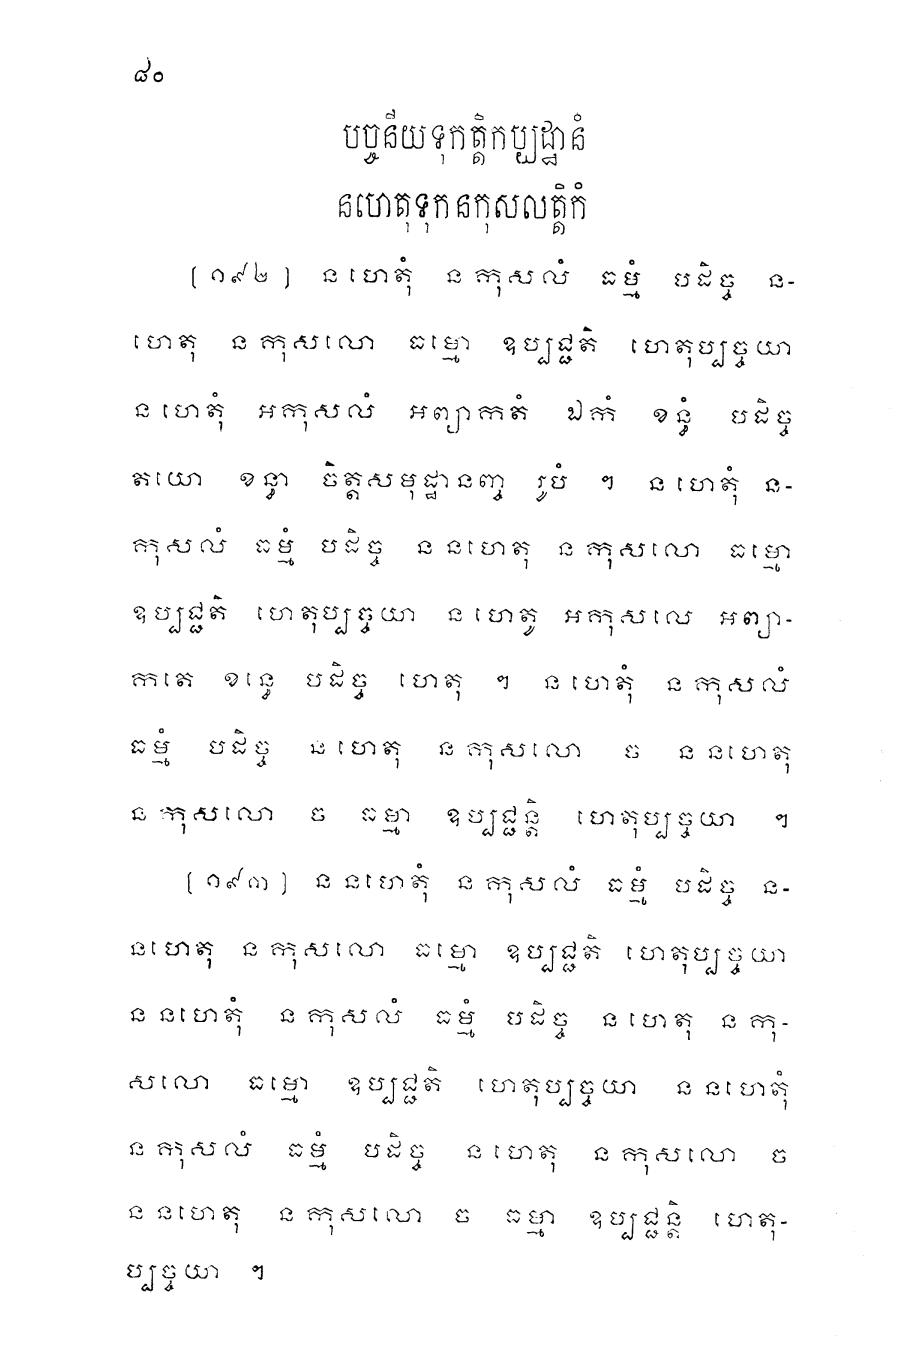 ៨០
បច្ចនីយទុកត្តិកប្បដ្ឋានំ
នហេតុទុកនកុសលត្តិកំ
[១៩២] នហេតុំ នកុសលំ ធម្មំ បដិច្ច ន-
ហេតុ នកុសលោ ធម្មោ ឧប្បជ្ជតិ ហេតុប្បច្ចយា
នហេតុំ អកុសលំ អព្យាកតំ ឯកំ ខន្ធំ បដិច្ច
តយោ ខន្ធា ចិត្តសមុដ្ឋានញ្ច រូបំ ។ នហេតុំ ន-
កុសលំ ធម្មំ បដិច្ច ននហេតុ នកុសលោ ធម្មោ
ឧប្បជ្ជតិ ហេតុប្បច្ចយា នហេតូ អកុសលេ អព្យា-
កតេ ខន្ធេ បដិច្ច ហេតុ ។ នហេតុំ នកុសលំ
ធម្មំ បដិច្ច នហេតុ នកុសលោ ច ននហេតុ
នកុសលោ ច ធម្មា ឧប្បជ្ជន្តិ ហេតុប្បច្ចយា ។
[១៩៣] ននហេតុំ នកុសលំ ធម្មំ បដិច្ច ន-
នហេតុ នកុសលោ ធម្មោ ឧប្បជ្ជតិ ហេតុប្បច្ចយា
ននហេតុំ នកុសលំ ធម្មំ បដិច្ច នហេតុ នកុ-
សលោ ធម្មោ ឧប្បជ្ជតិ ហេតុប្បច្ចយា ននហេតុំ
នកុសលំ ធម្មំ បដិច្ច នហេតុ នកុសលោ ច
ននហេតុ នកុសលោ ច ធម្មា ឧប្បជ្ជន្តិ ហេតុ-
ប្បច្ចយា ។